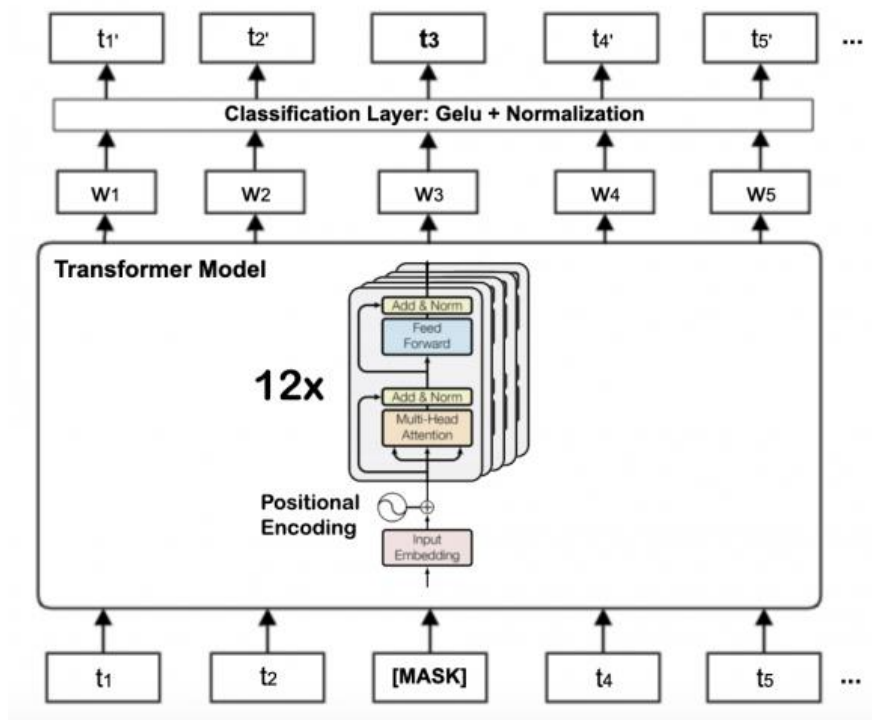 t1' t2' t3 t4' t5' ...
Classification Layer: Gelu + Normalization
W1 W2 W3 W4 W5
Transformer Model
Add & Norm
Feed
Forward
12x
Add & Norm
Multi-Head
Attention
Positional
Encoding
Input
Embedding
t1 t2 [MASK] t4 t5 ...